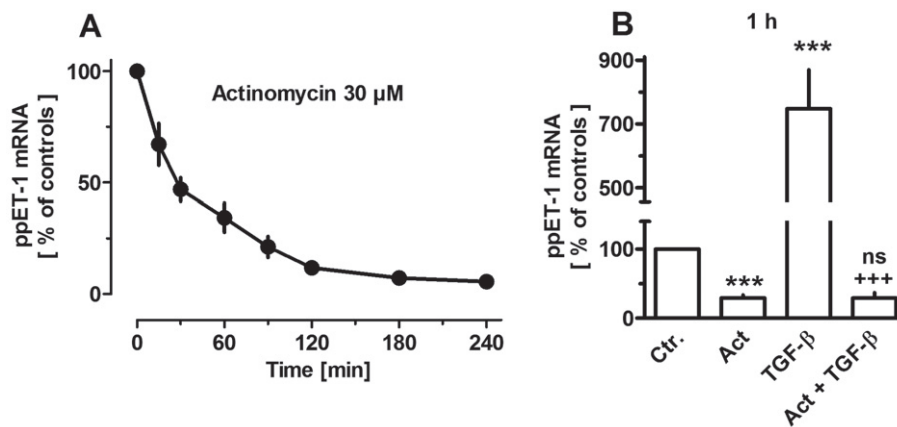 A
ppET-1 mRNA
[ % of controls ]
100
50
0
Actinomycin 30 µM
0 60 120 180 240
Time [min]
B
1 h
ppET-1 mRNA
[ % of controls ]
900
700
500
100
50
0
***
***
ns
+++
Ctr.
Act
TGF-β
Act + TGF-β